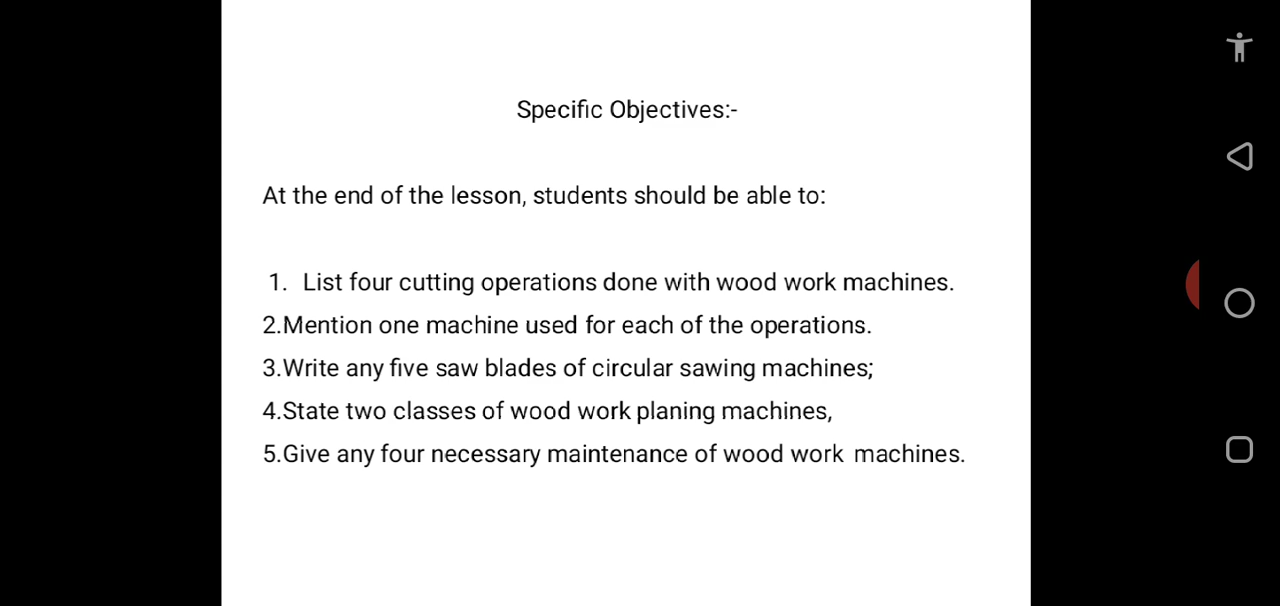 Specific Objectives:-
At the end of the lesson, students should be able to:
1. List four cutting operations done with wood work machines.
2.Mention one machine used for each of the operations.
3.Write any five saw blades of circular sawing machines;
4.State two classes of wood work planing machines,
5.Give any four necessary maintenance of wood work machines.